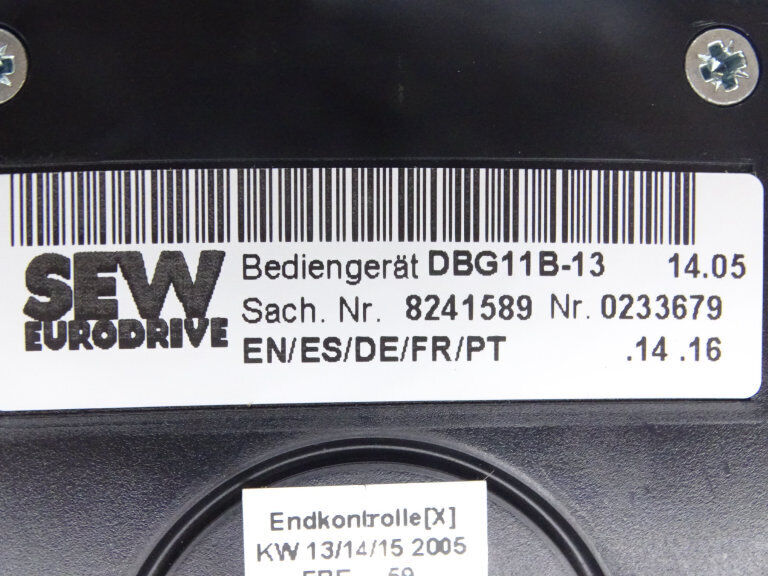 SEW
EURODRIVE
Bediengerät DBG11B-13 14.05
Sach. Nr. 8241589 Nr. 0233679
EN/ES/DE/FR/PT .14 .16
Endkontrolle[X]
KW 13/14/15 2005
59